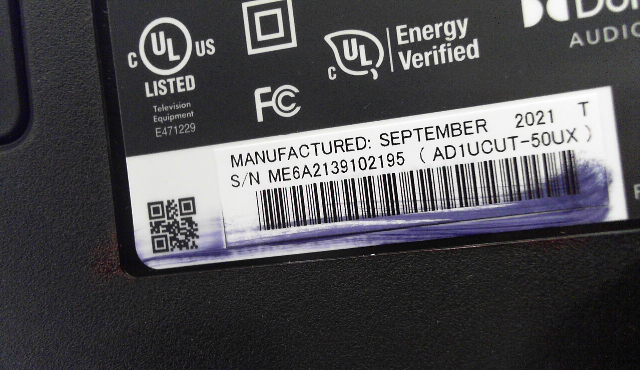 C UL US
LISTED
Television
Equipment
E471229
FC
C UL Energy
Verified
AUDIO
MANUFACTURED: SEPTEMBER 2021 T
S/N ME6A2139102195 ( AD1UCUT-50UX )